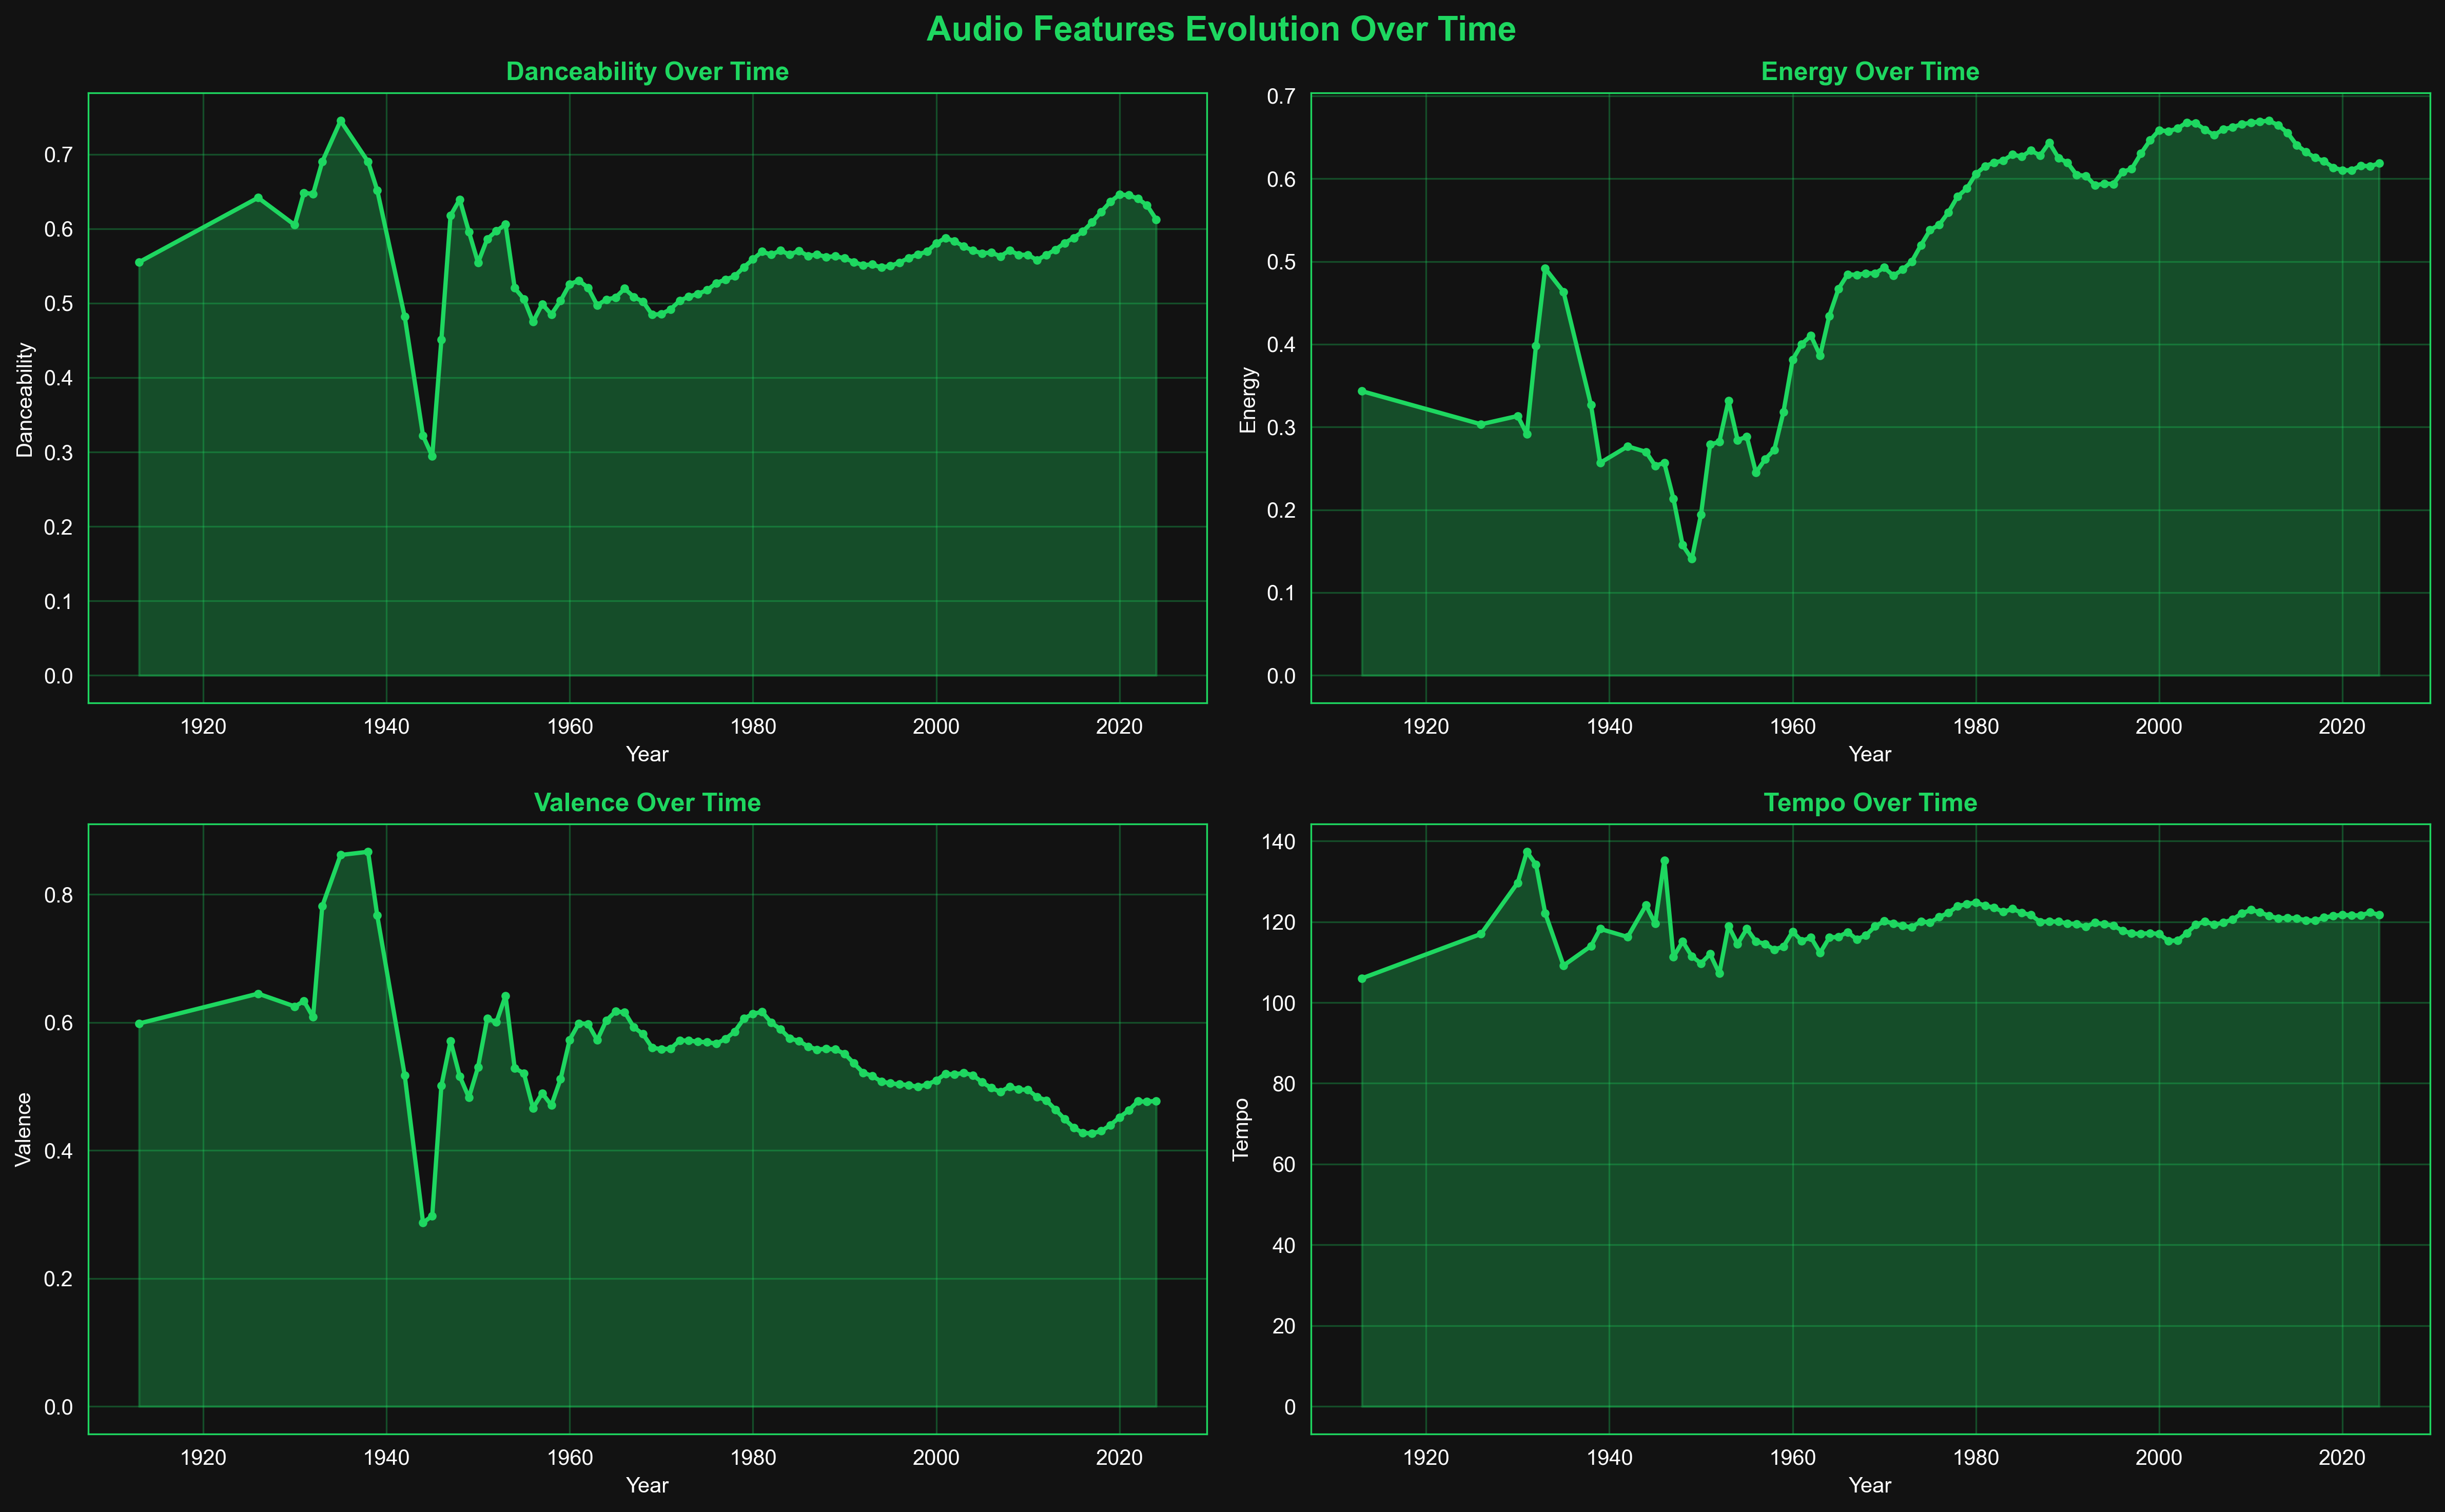 Audio Features Evolution Over Time
Danceability Over Time
Danceability
0.7
0.6
0.5
0.4
0.3
0.2
0.1
0.0
1920 1940 1960 1980 2000 2020
Year
Energy Over Time
Energy
0.7
0.6
0.5
0.4
0.3
0.2
0.1
0.0
1920 1940 1960 1980 2000 2020
Year
Valence Over Time
Valence
0.8
0.6
0.4
0.2
0.0
1920 1940 1960 1980 2000 2020
Year
Tempo Over Time
Tempo
140
120
100
80
60
40
20
0
1920 1940 1960 1980 2000 2020
Year